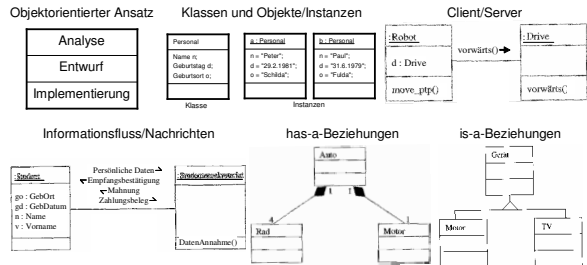 Objektorientierter Ansatz
Analyse
Entwurf
Implementierung
Klassen und Objekte/Instanzen
Personal
Name n;
Geburtstag d;
Geburtsort o;
Klasse
a : Personal
n = "Peter";
d = "29.2.1981";
o = "Schilda";
b : Personal
n = "Paul";
d = "31.6.1979";
o = "Fulda";
Instanzen
Client/Server
:Robot
d : Drive
move_ptp()
vorwärts()
:Drive
vorwärts(
Informationsfluss/Nachrichten
:Student
go : GebOrt
gd : GebDatum
n : Name
v : Vorname
Persönliche Daten
Empfangsbestätigung
Mahnung
Zahlungsbeleg
DatenAnnahme()
has-a-Beziehungen
Auto
1 1
4 1
Rad
Motor
is-a-Beziehungen
Gerät
Motor
TV